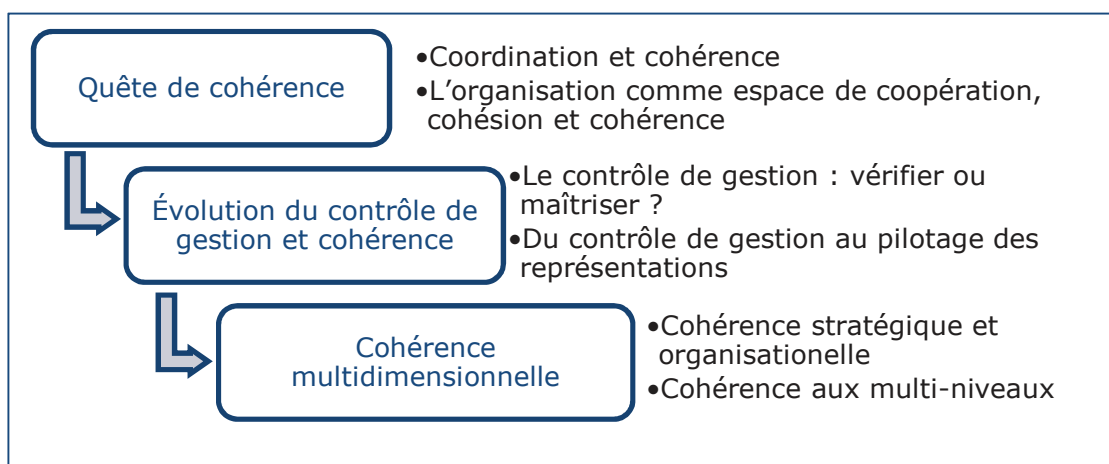 Quête de cohérence
•Coordination et cohérence
•L'organisation comme espace de coopération,
cohésion et cohérence
Évolution du contrôle de
gestion et cohérence
•Le contrôle de gestion : vérifier ou
maîtriser ?
•Du contrôle de gestion au pilotage des
représentations
Cohérence
multidimensionnelle
•Cohérence stratégique et
organisationelle
•Cohérence aux multi-niveaux